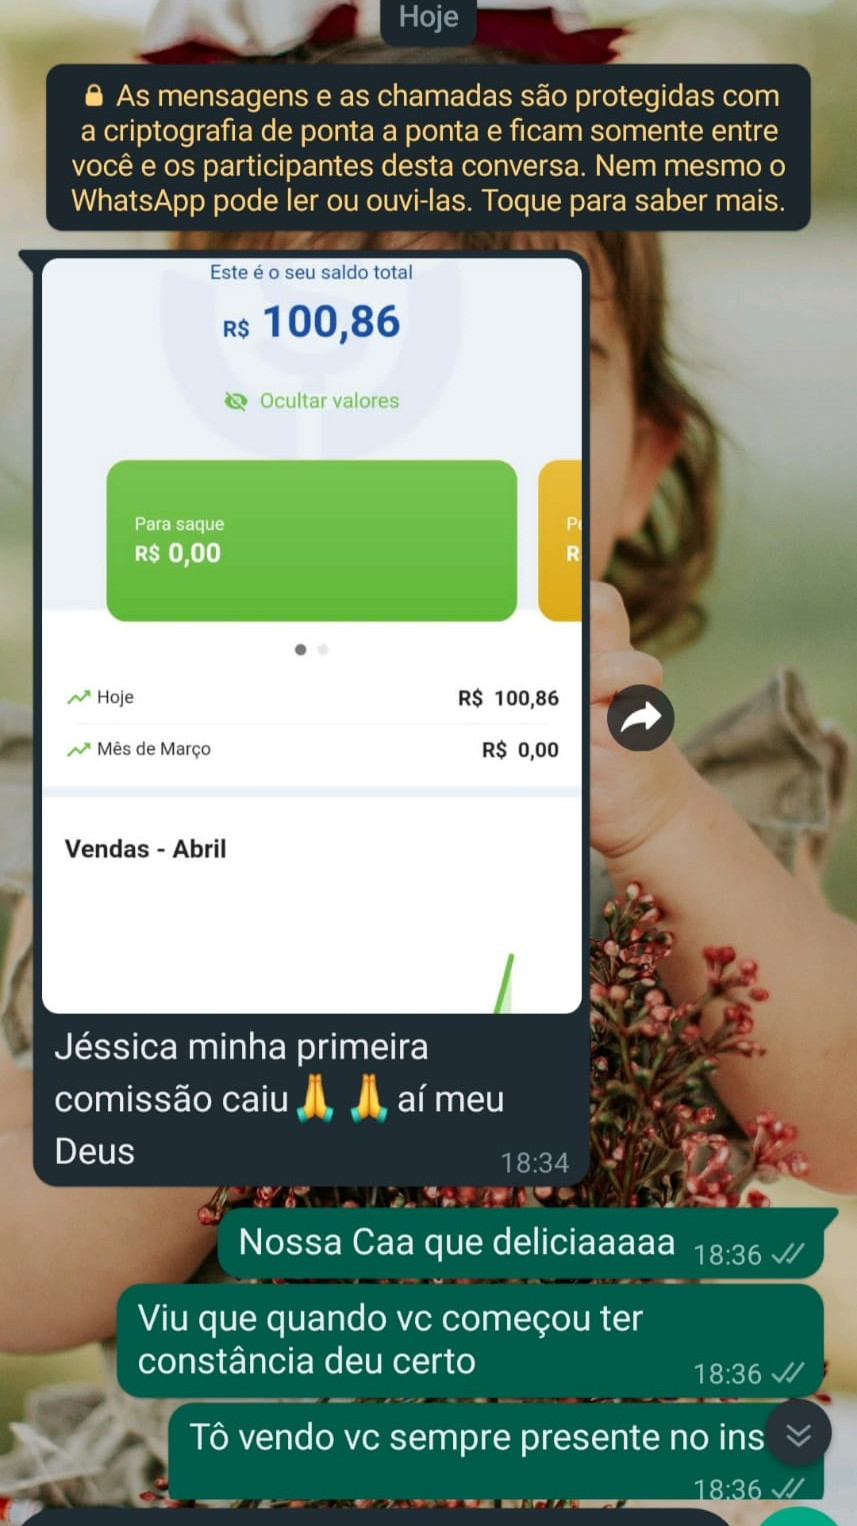 Hoje
As mensagens e as chamadas são protegidas com
a criptografia de ponta a ponta e ficam somente entre
você e os participantes desta conversa. Nem mesmo o
WhatsApp pode ler ou ouvi-las. Toque para saber mais.
Este é o seu saldo total
R$ 100,86
Ocultar valores
Para saque
R$ 0,00
Hoje R$ 100,86
Mês de Março R$ 0,00
Vendas - Abril
Jéssica minha primeira
comissão caiu🙏 🙏 aí meu
Deus
18:34
Nossa Caa que deliciaaaaa 18:36
Viu que quando vc começou ter
constância deu certo
18:36
Tô vendo vc sempre presente no ins
18:36